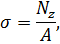 σ = N_z / A,